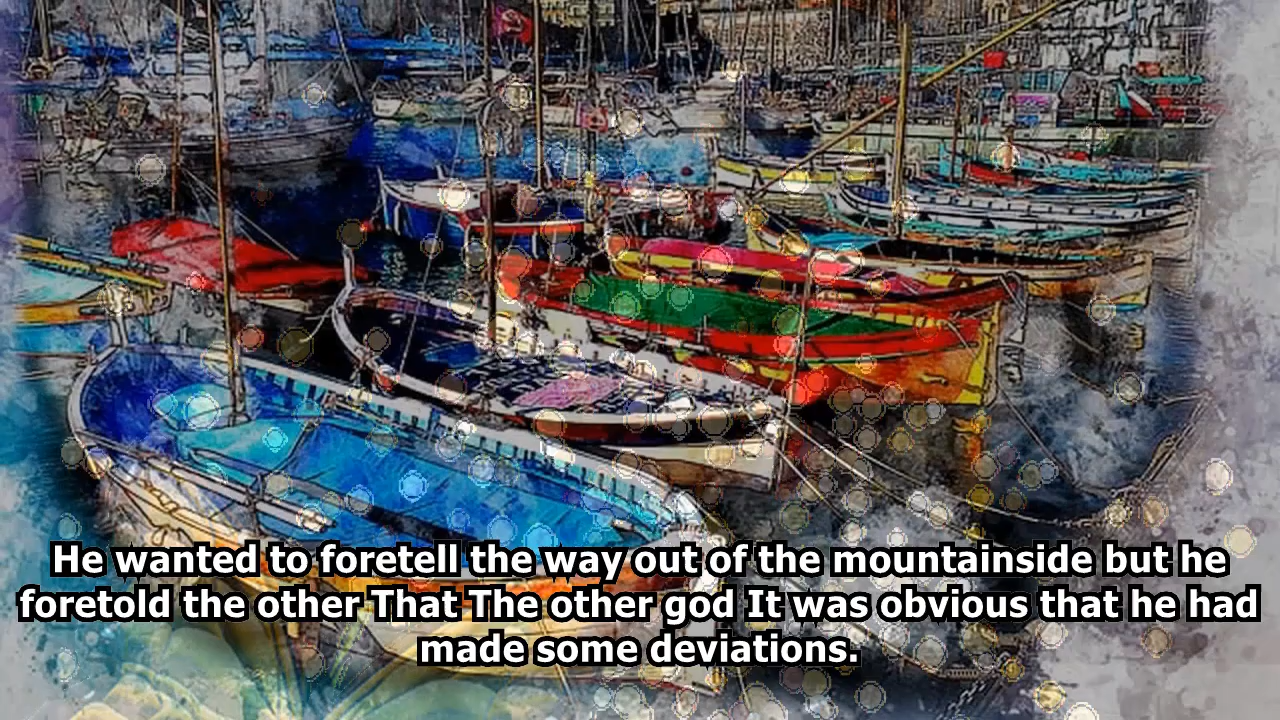 He wanted to foretell the way out of the mountainside but he
foretold the other That The other god It was obvious that he had
made some deviations.